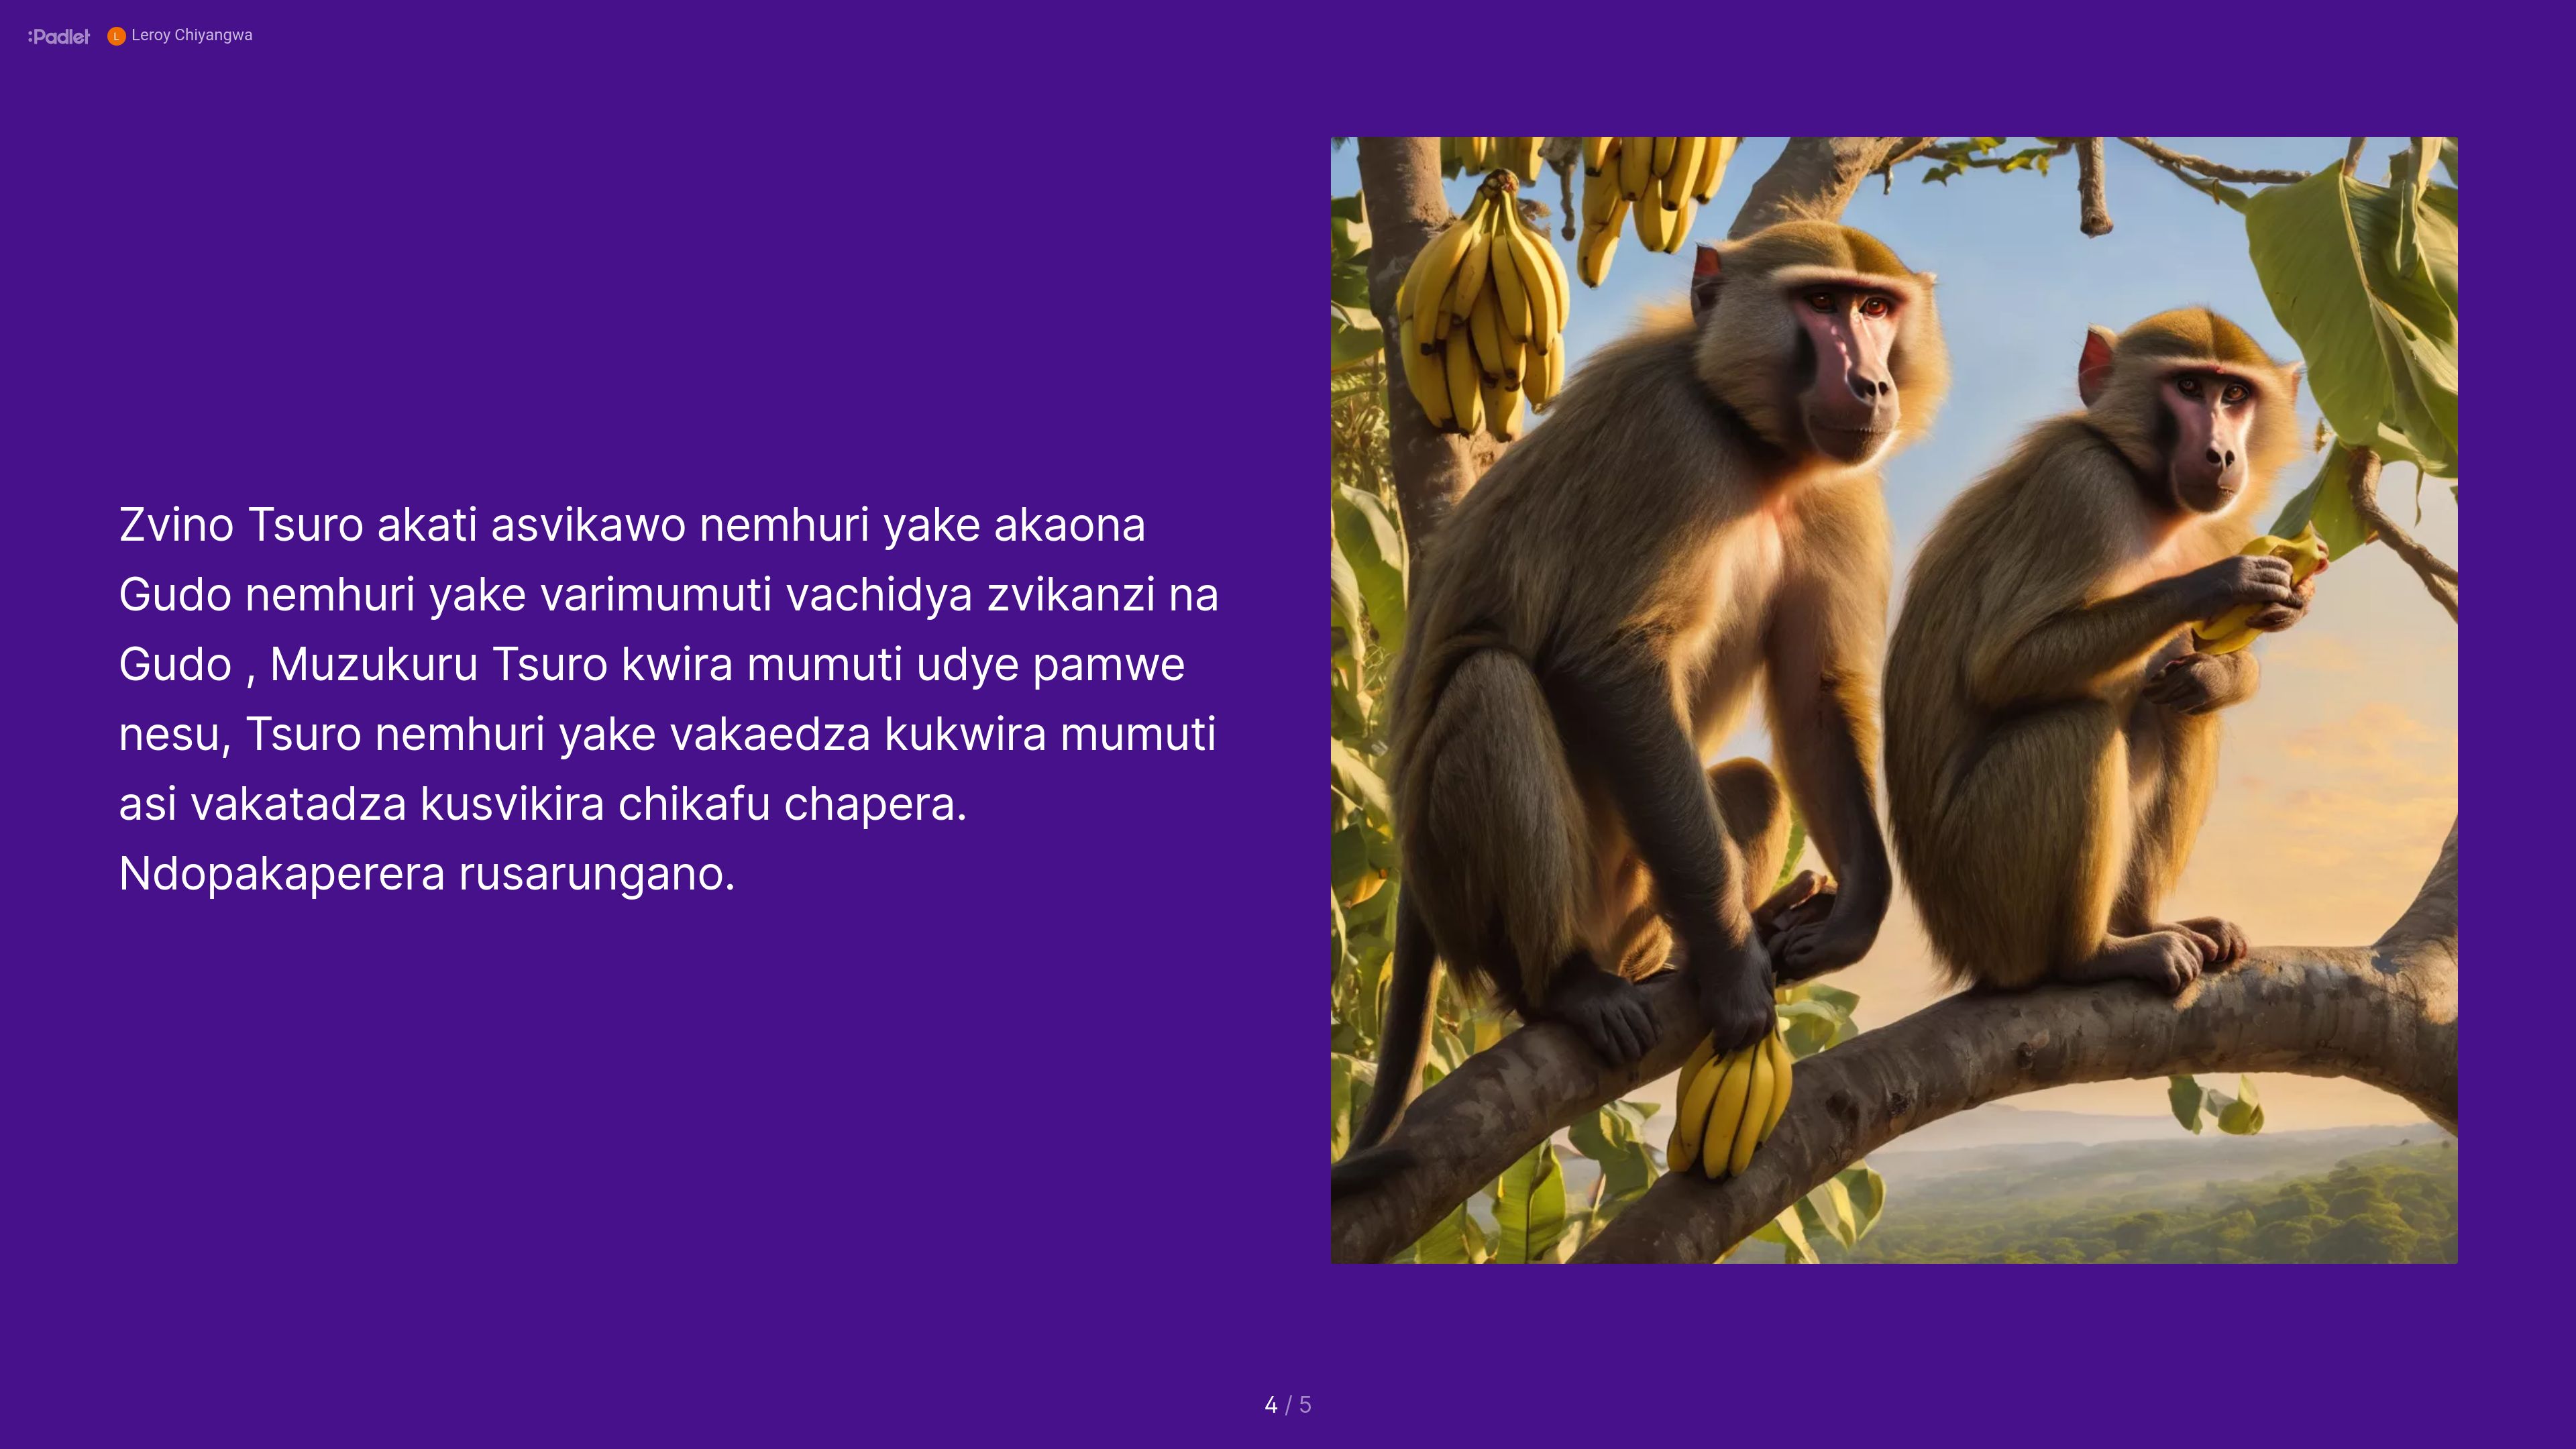 :Padlet L Leroy Chiyangwa
Zvino Tsuro akati asvikawo nemhuri yake akaona
Gudo nemhuri yake varimumuti vachidya zvikanzi na
Gudo , Muzukuru Tsuro kwira mumuti udye pamwe
nesu, Tsuro nemhuri yake vakaedza kukwira mumuti
asi vakatadza kusvikira chikafu chapera.
Ndopakaperera rusarungano.
4 / 5